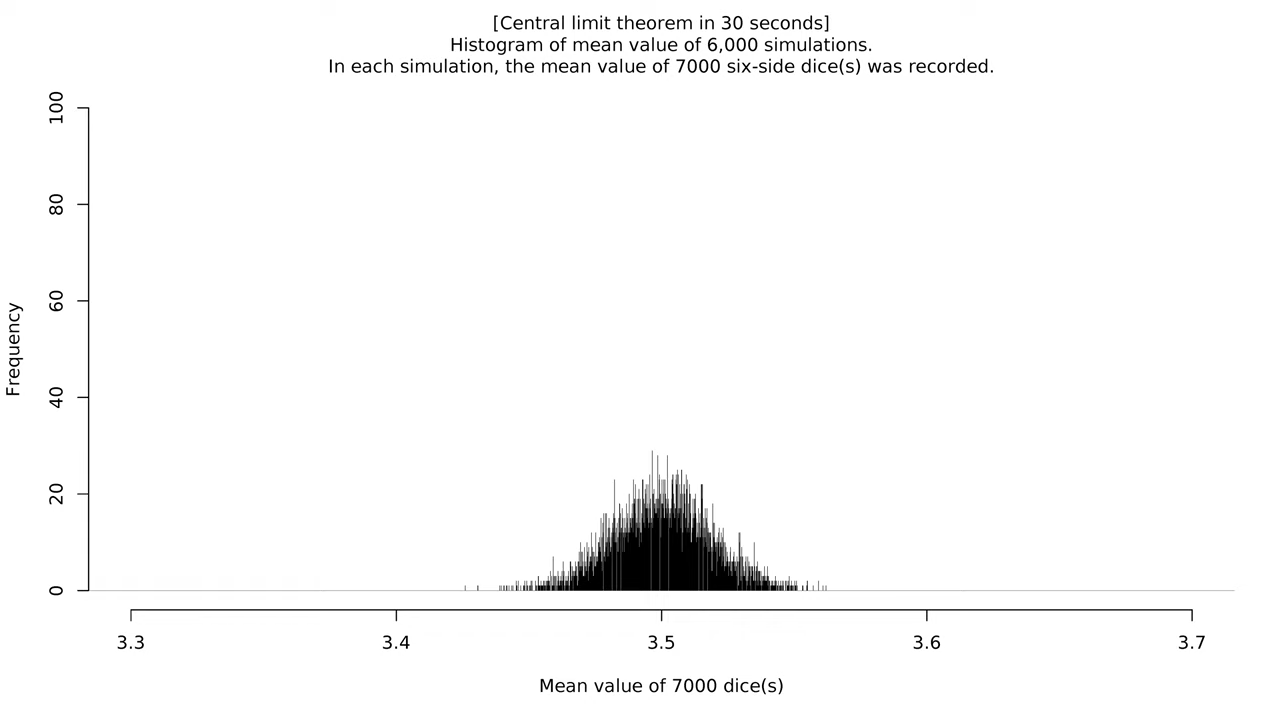 [Central limit theorem in 30 seconds]
Histogram of mean value of 6,000 simulations.
In each simulation, the mean value of 7000 six-side dice(s) was recorded.
100
80
60
40
20
0
Frequency
3.3 3.4 3.5 3.6 3.7
Mean value of 7000 dice(s)